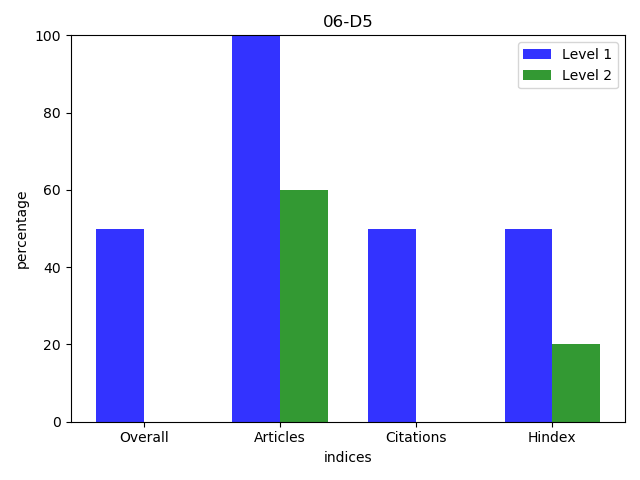 06-D5
Level 1
Level 2
percentage
100
80
60
40
20
0
Overall Articles Citations Hindex
indices